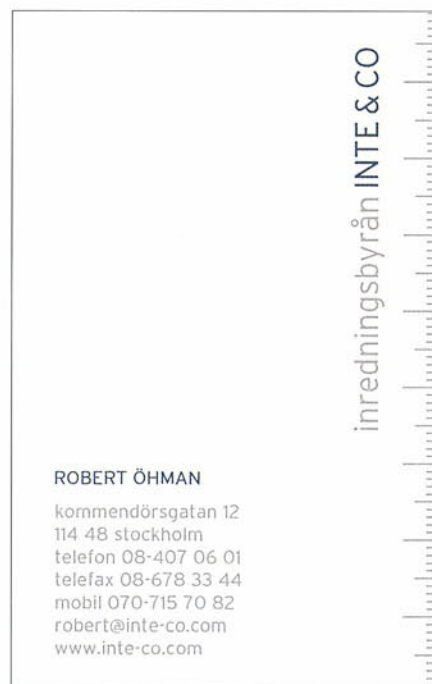 inredningsbyrån INTE & CO
ROBERT ÖHMAN
kommendörsgatan 12
114 48 stockholm
telefon 08-407 06 01
telefax 08-678 33 44
mobil 070-715 70 82
robert@inte-co.com
www.inte-co.com